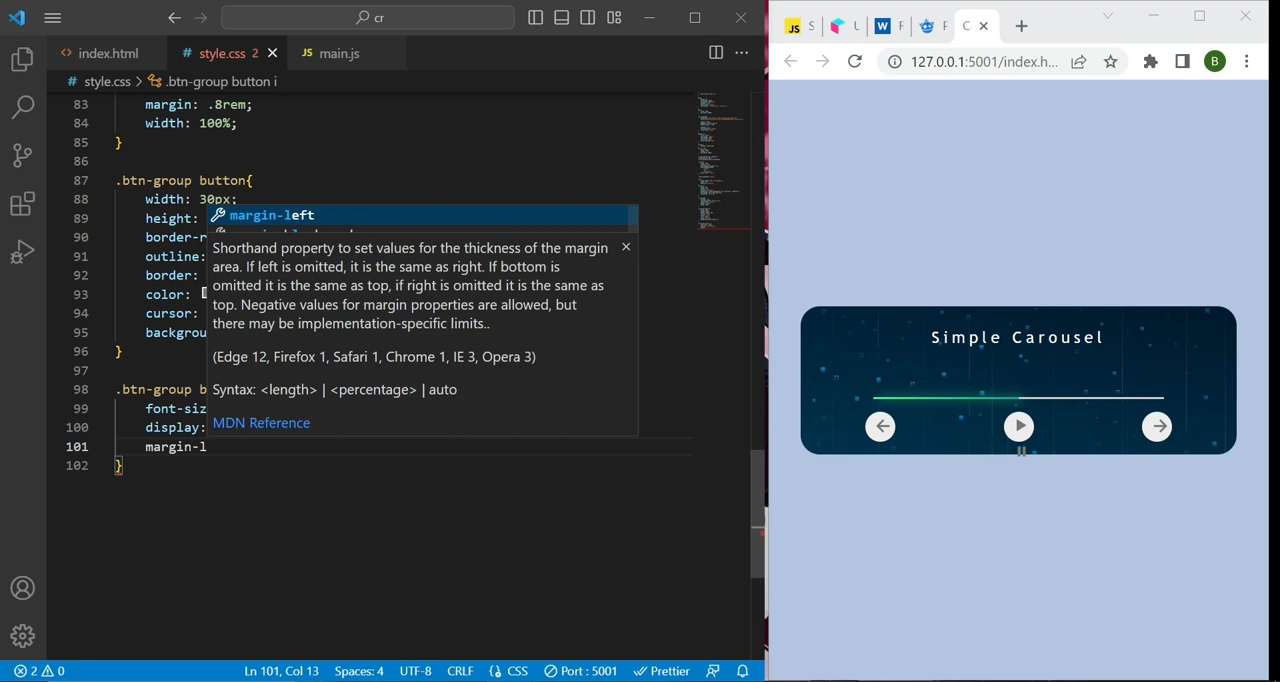 cr
index.html
style.css 2
JS main.js
# style.css > .btn-group button i
83 margin: .8rem;
84 width: 100%;
85 }
86
87 .btn-group button{
88 width: 30px;
89 height:
90 border-r
91 outline:
92 border:
93 color:
94 cursor:
95 backgrou
96 }
97
98 .btn-group b
99 font-siz
100 display:
101 margin-l
102 }
margin-left
Shorthand property to set values for the thickness of the margin
area. If left is omitted, it is the same as right. If bottom is
omitted it is the same as top, if right is omitted it is the same as
top. Negative values for margin properties are allowed, but
there may be implementation-specific limits..
(Edge 12, Firefox 1, Safari 1, Chrome 1, IE 3, Opera 3)
Syntax: <length> | <percentage> | auto
MDN Reference
2 0
Ln 101, Col 13
Spaces: 4
UTF-8
CRLF
CSS
Port : 5001
Prettier
JS S
U
W F
F
C
127.0.0.1:5001/index.h...
B
Simple Carousel